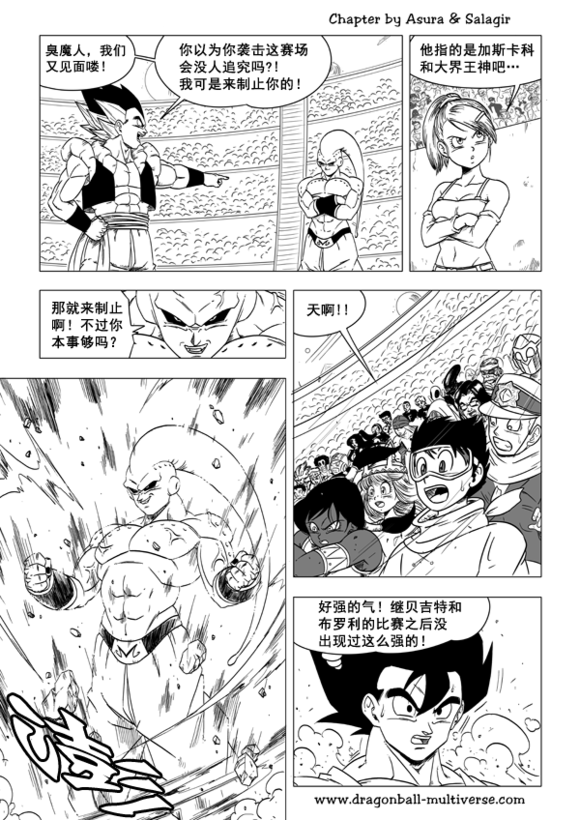 Chapter by Asura & Salagir
臭魔人，我们
又见面喽！
你以为你袭击这赛场
会没人追究吗?！
我可是来制止你的！
他指的是加斯卡科
和大界王神吧…
那就来制止
啊！不过你
本事够吗？
天啊！！
好强的气！继贝吉特和
布罗利的比赛之后没
出现过这么强的！
www.dragonball-multiverse.com